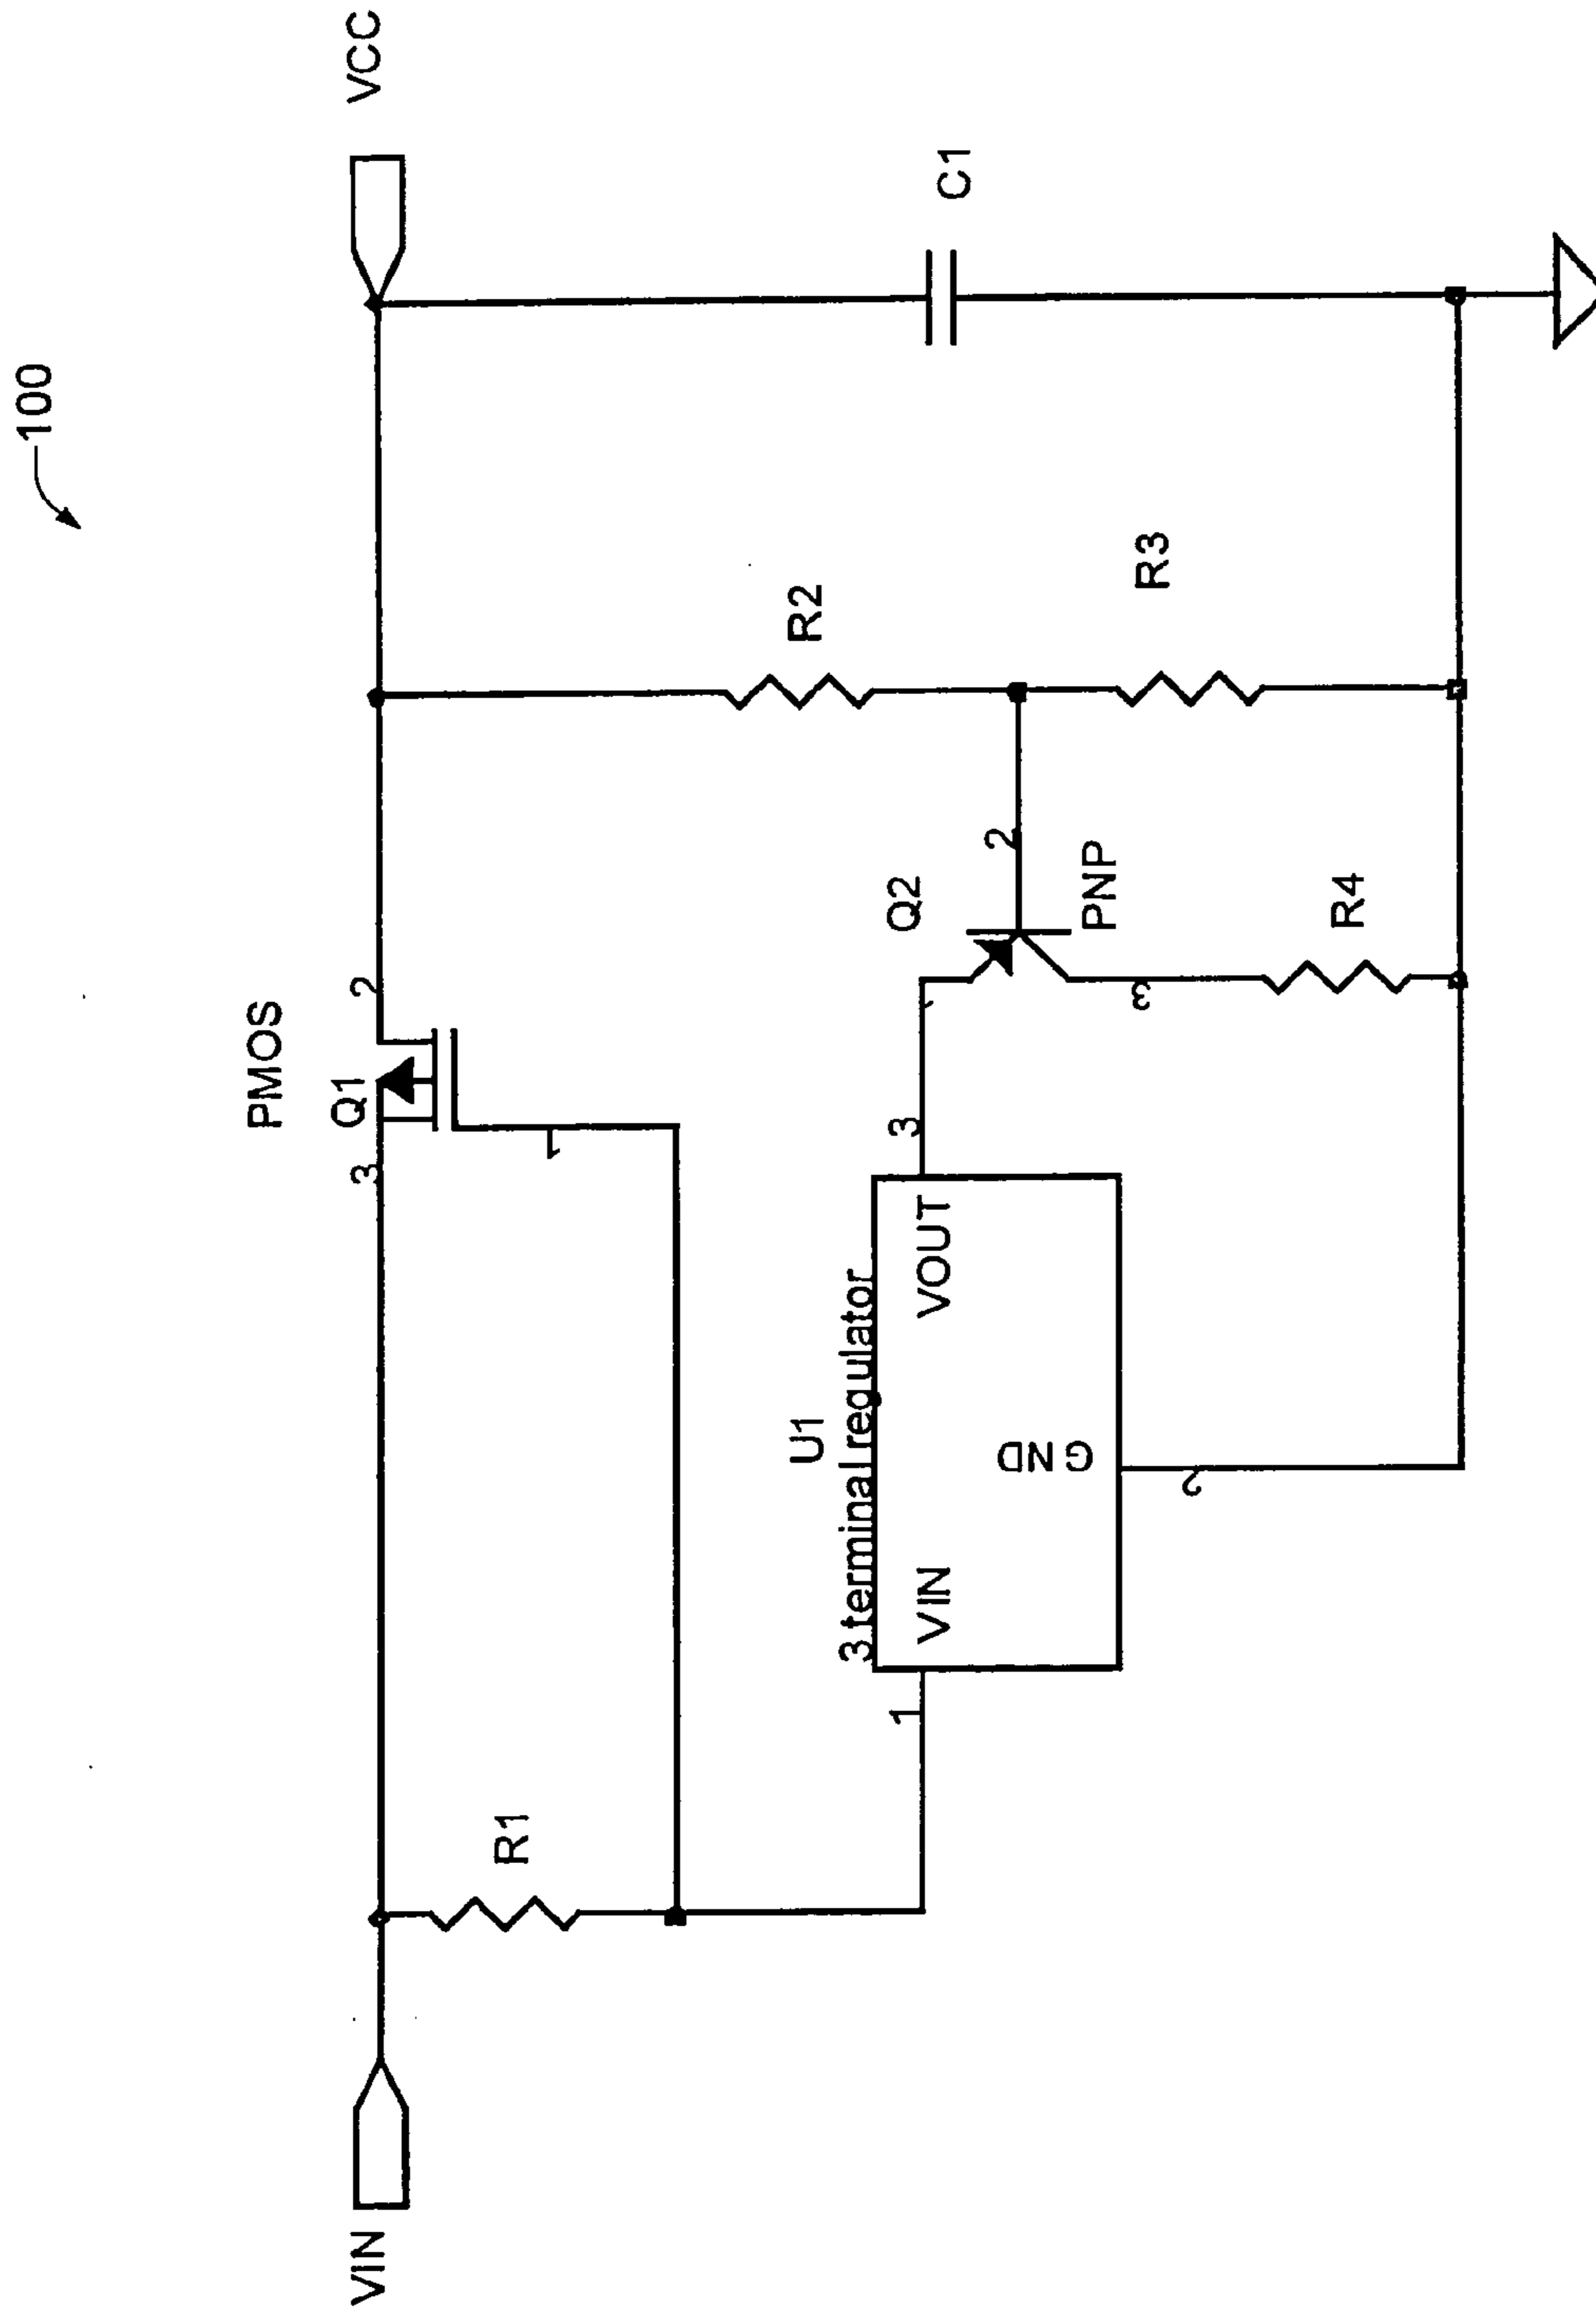 100
VIN
VCC
PMOS
Q1
3
2
1
R1
U1
3 terminal regulator
1
VIN
VOUT
3
GND
2
Q2
1
2
PNP
3
R2
R3
R4
C1